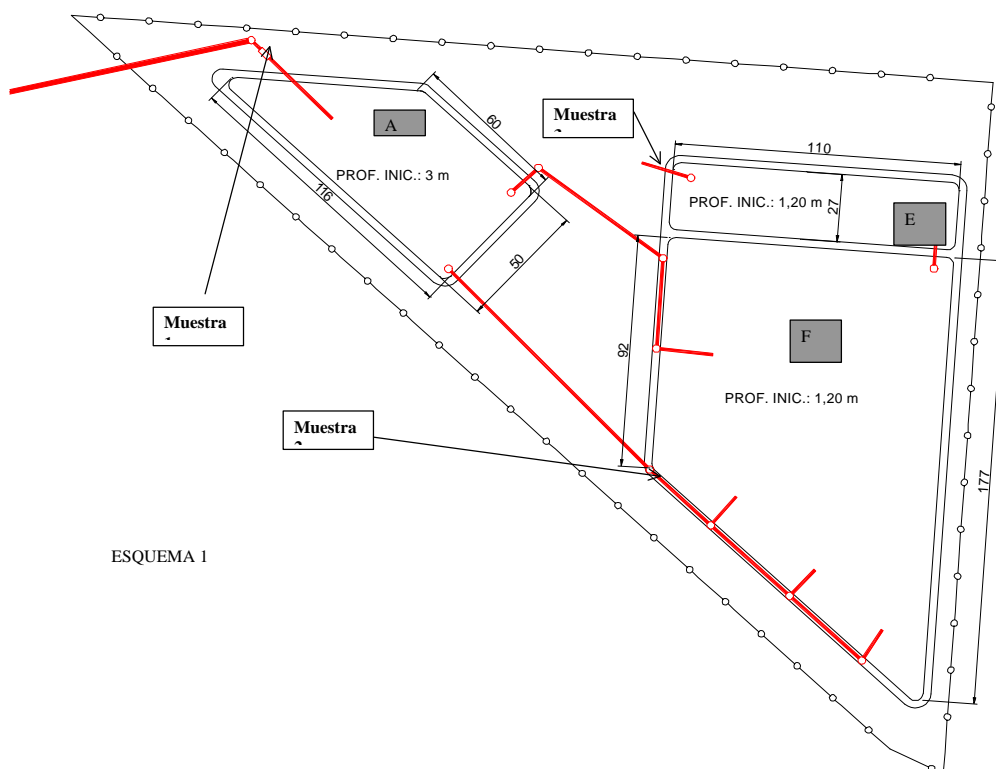 A
60
Muestra
110
PROF. INIC.: 3 m
116
PROF. INIC.: 1,20 m
27
E
50
Muestra
92
F
PROF. INIC.: 1,20 m
Muestra
177
ESQUEMA 1